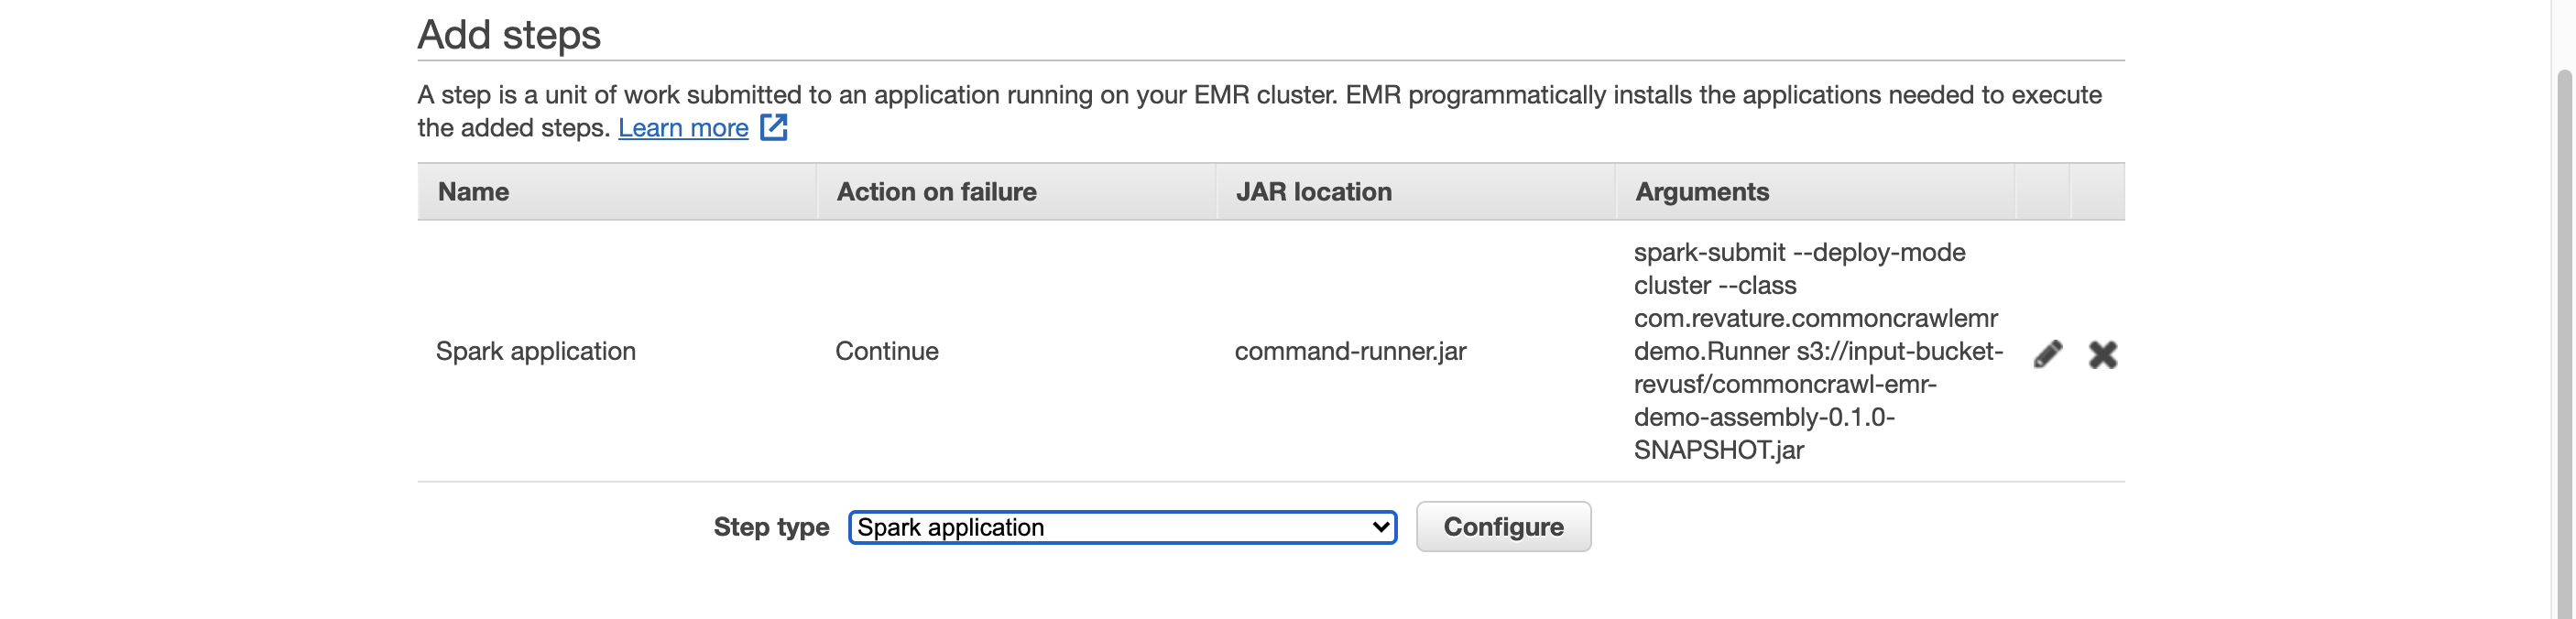 Add steps
A step is a unit of work submitted to an application running on your EMR cluster. EMR programmatically installs the applications needed to execute
the added steps. Learn more
Name Action on failure JAR location Arguments
spark-submit --deploy-mode
cluster --class
com.revature.commoncrawlemr
Spark application Continue command-runner.jar demo.Runner s3://input-bucket-
revusf/commoncrawl-emr-
demo-assembly-0.1.0-
SNAPSHOT.jar
Step type Spark application Configure